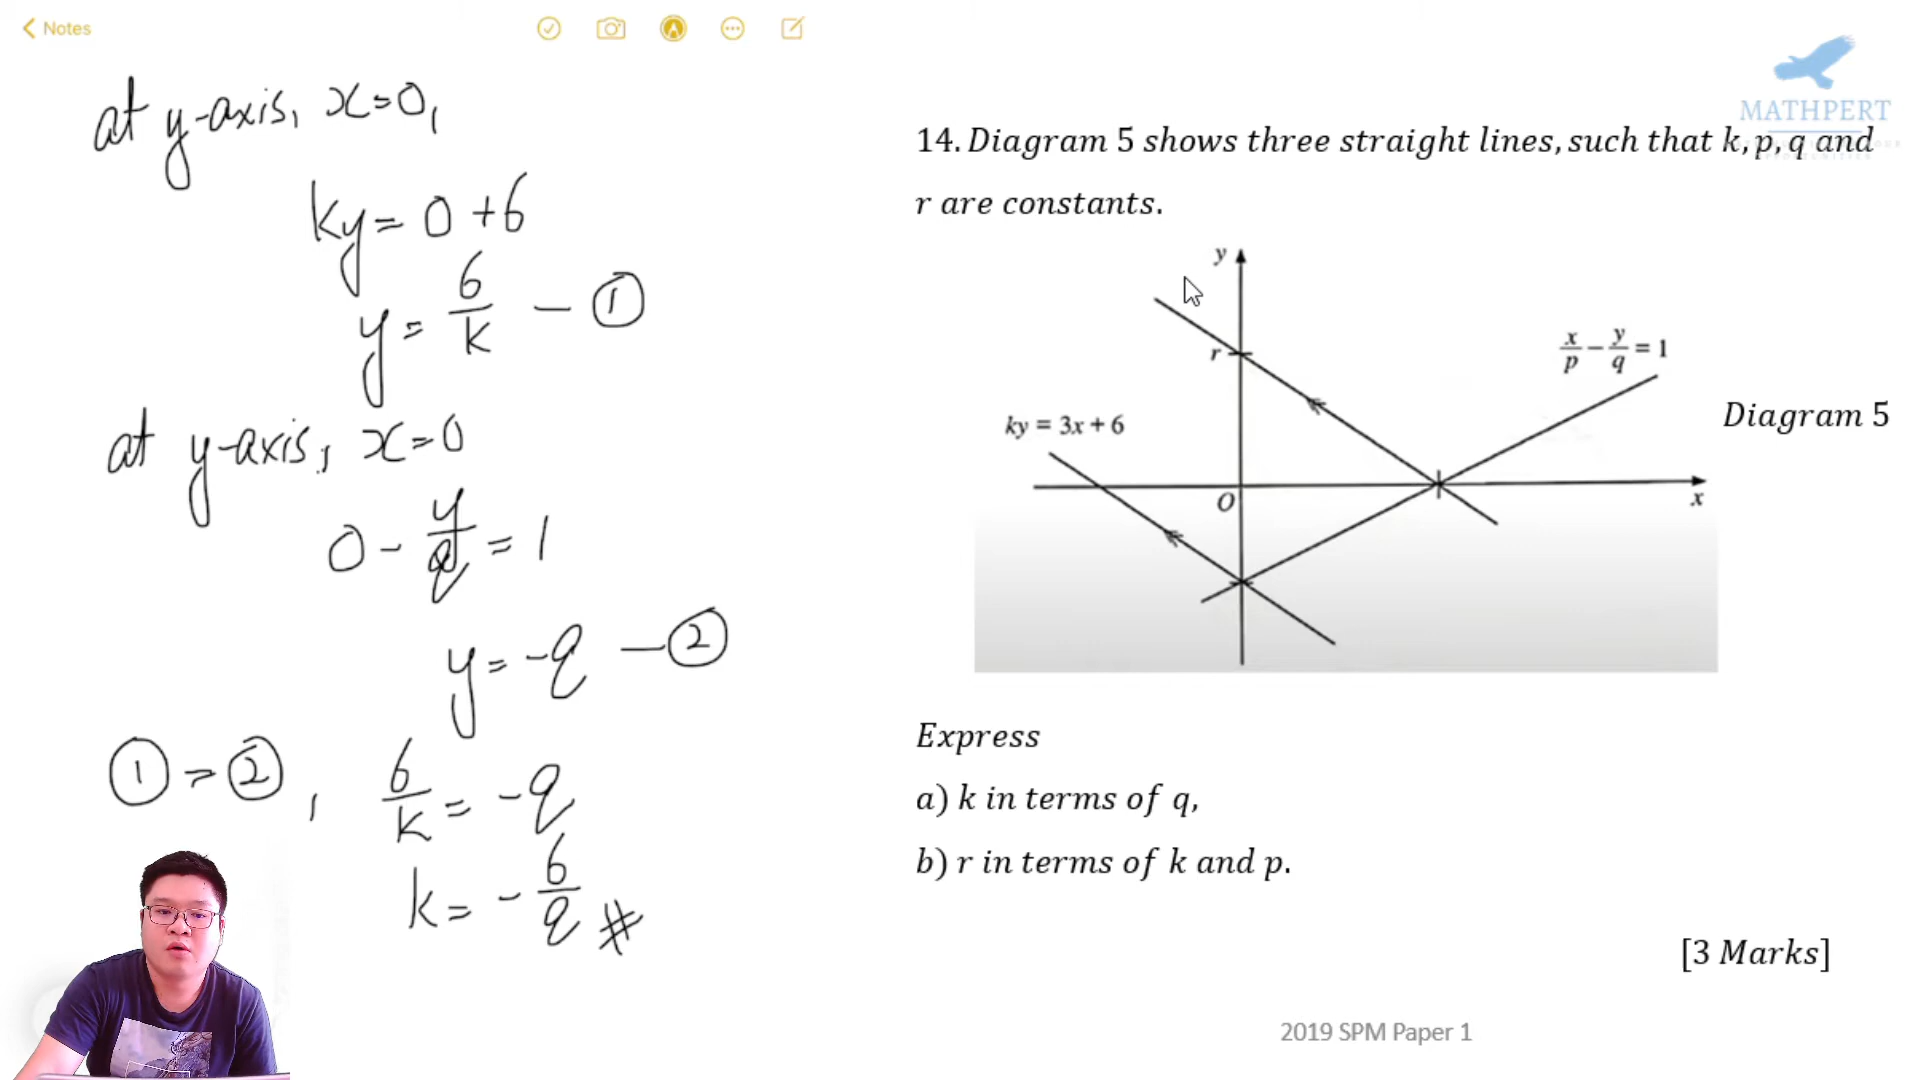 Notes
at y-axis, x=0,
ky = 0 + 6
y = 6/k — ①
at y-axis, x=0
0 - y/q = 1
y = -q — ②
① = ②, 6/k = -q
k = - 6/q #
MATHPERT
14. Diagram 5 shows three straight lines, such that k, p, q and
r are constants.
y
r
x/p - y/q = 1
ky = 3x + 6
Diagram 5
O
x
Express
a) k in terms of q,
b) r in terms of k and p.
[3 Marks]
2019 SPM Paper 1